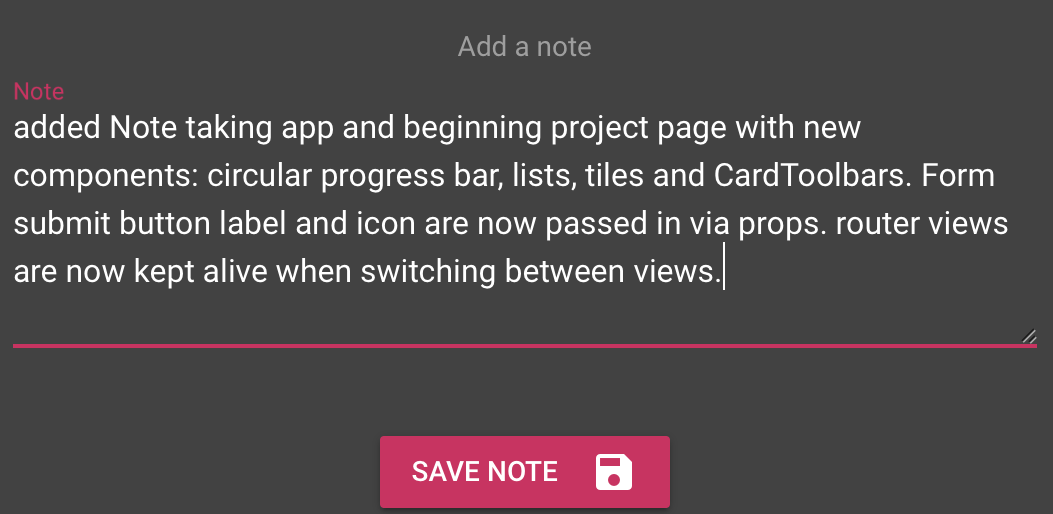 Add a note
Note
added Note taking app and beginning project page with new
components: circular progress bar, lists, tiles and CardToolbars. Form
submit button label and icon are now passed in via props. router views
are now kept alive when switching between views.
SAVE NOTE